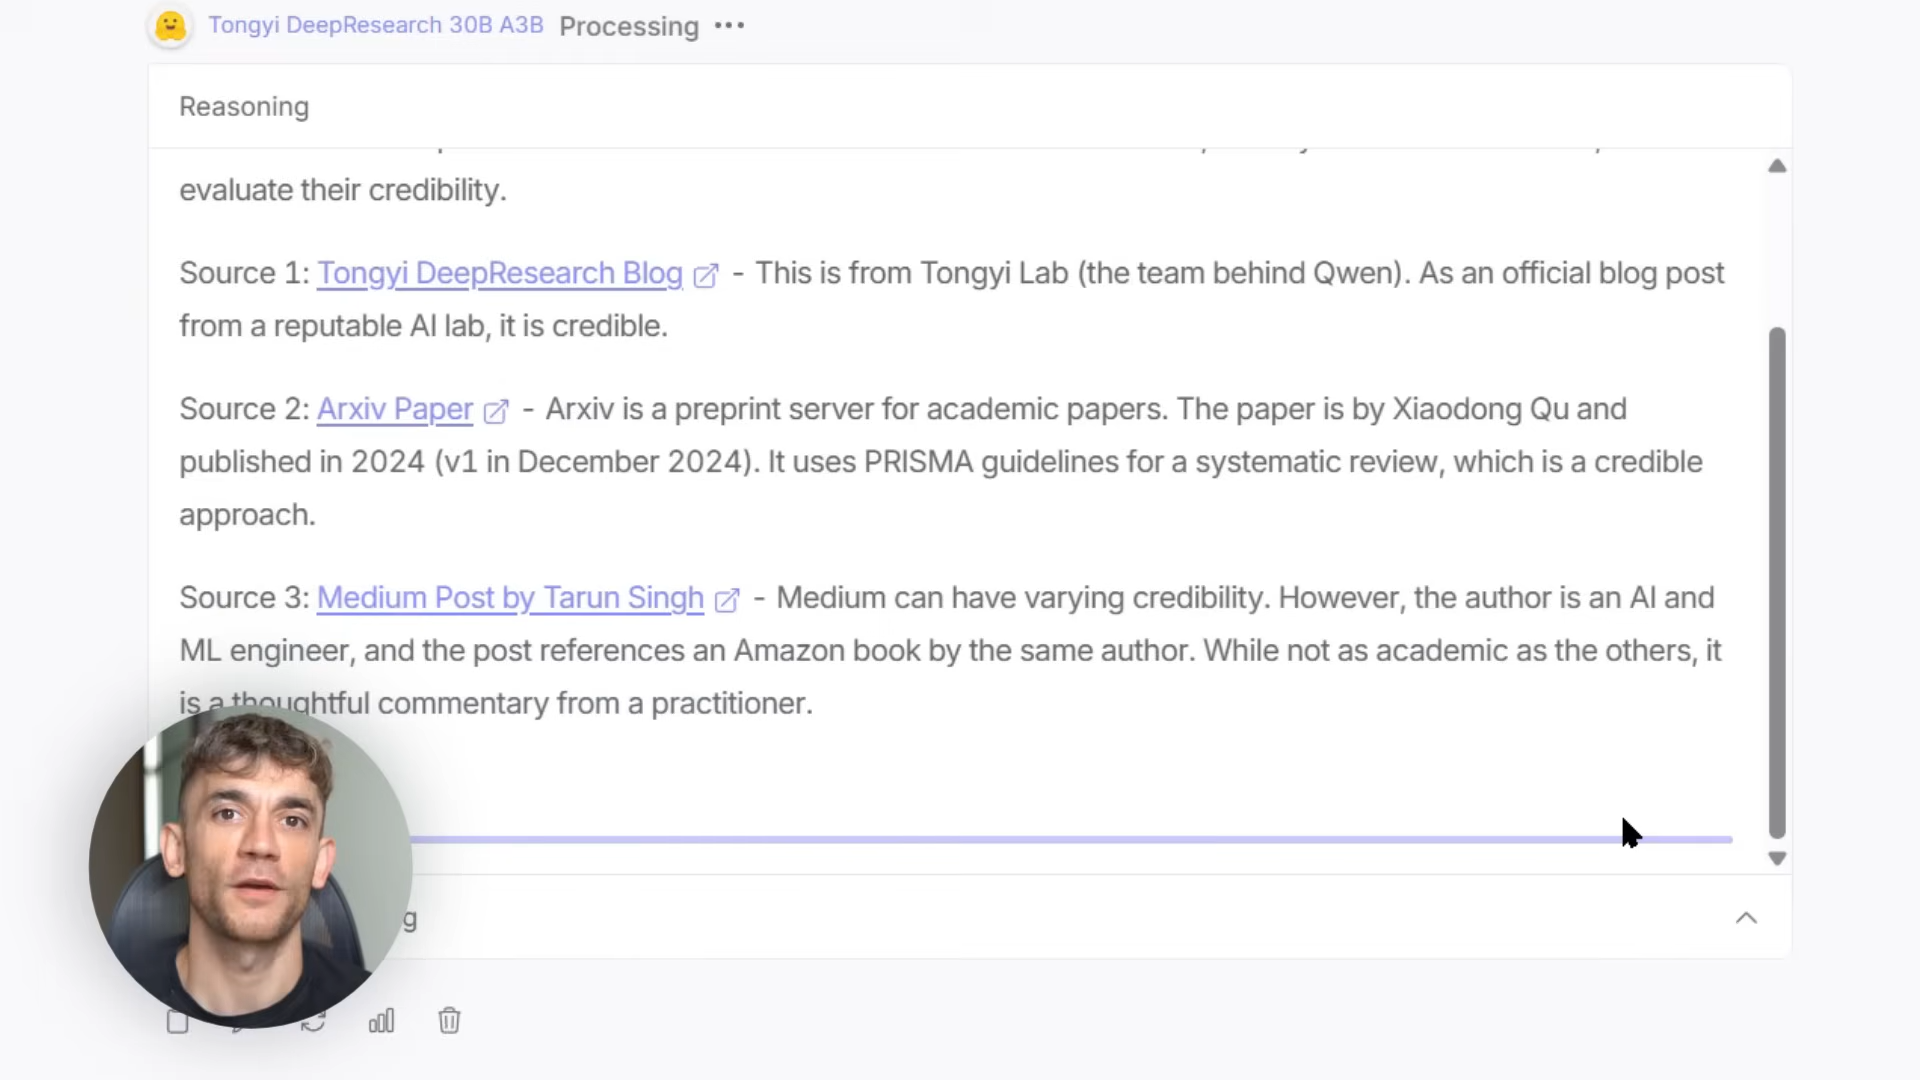 Tongyi DeepResearch 30B A3B Processing •••
Reasoning
evaluate their credibility.
Source 1: Tongyi DeepResearch Blog - This is from Tongyi Lab (the team behind Qwen). As an official blog post
from a reputable AI lab, it is credible.
Source 2: Arxiv Paper - Arxiv is a preprint server for academic papers. The paper is by Xiaodong Qu and
published in 2024 (v1 in December 2024). It uses PRISMA guidelines for a systematic review, which is a credible
approach.
Source 3: Medium Post by Tarun Singh - Medium can have varying credibility. However, the author is an AI and
ML engineer, and the post references an Amazon book by the same author. While not as academic as the others, it
is a thoughtful commentary from a practitioner.